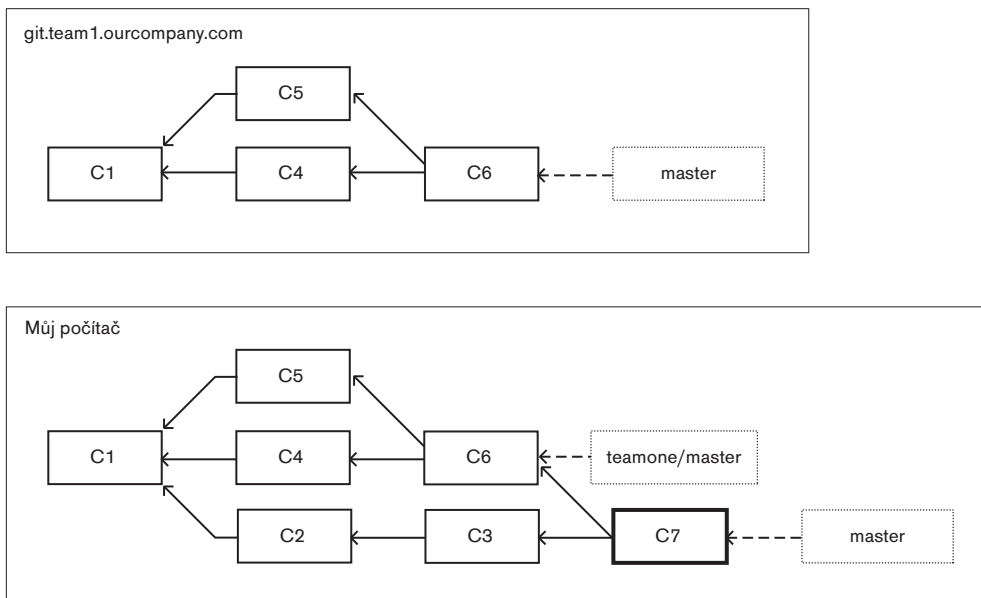 git.team1.ourcompany.com
C5
C1
C4
C6
master
Můj počítač
C5
C1
C4
C6
teamone/master
C2
C3
C7
master